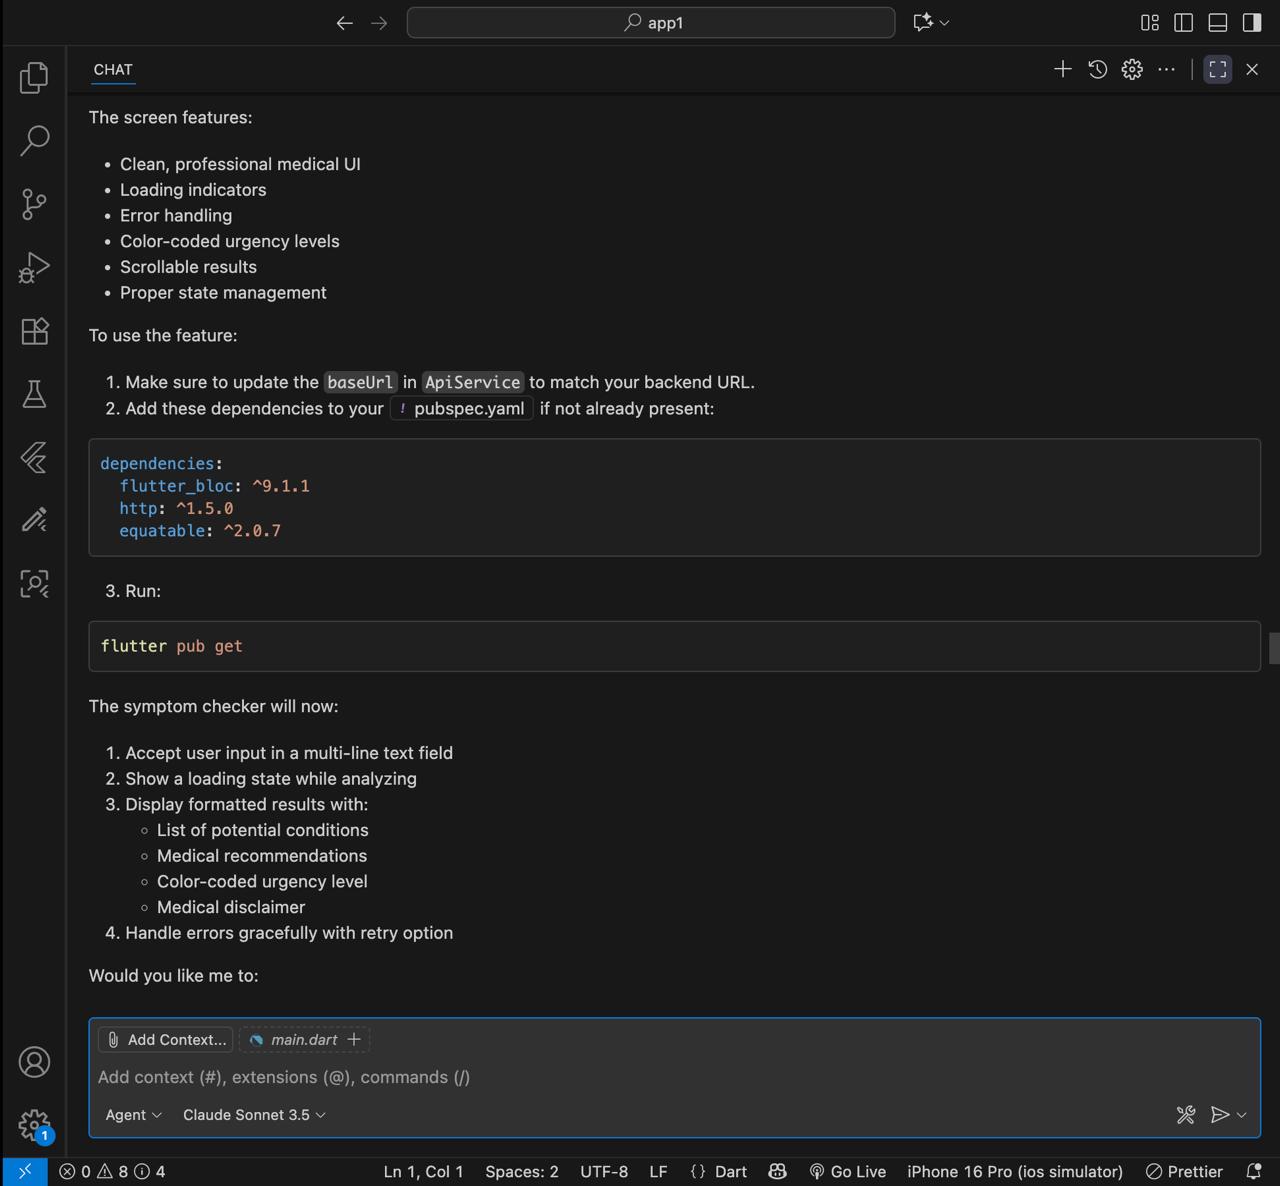 app1
CHAT
The screen features:
• Clean, professional medical UI
• Loading indicators
• Error handling
• Color-coded urgency levels
• Scrollable results
• Proper state management
To use the feature:
1. Make sure to update the baseUrl in ApiService to match your backend URL.
2. Add these dependencies to your ! pubspec.yaml if not already present:
dependencies:
  flutter_bloc: ^9.1.1
  http: ^1.5.0
  equatable: ^2.0.7
3. Run:
flutter pub get
The symptom checker will now:
1. Accept user input in a multi-line text field
2. Show a loading state while analyzing
3. Display formatted results with:
◦ List of potential conditions
◦ Medical recommendations
◦ Color-coded urgency level
◦ Medical disclaimer
4. Handle errors gracefully with retry option
Would you like me to:
Add Context... main.dart +
Add context (#), extensions (@), commands (/)
Agent Claude Sonnet 3.5
1
0 8 4 Ln 1, Col 1 Spaces: 2 UTF-8 LF {} Dart Go Live iPhone 16 Pro (ios simulator) Prettier